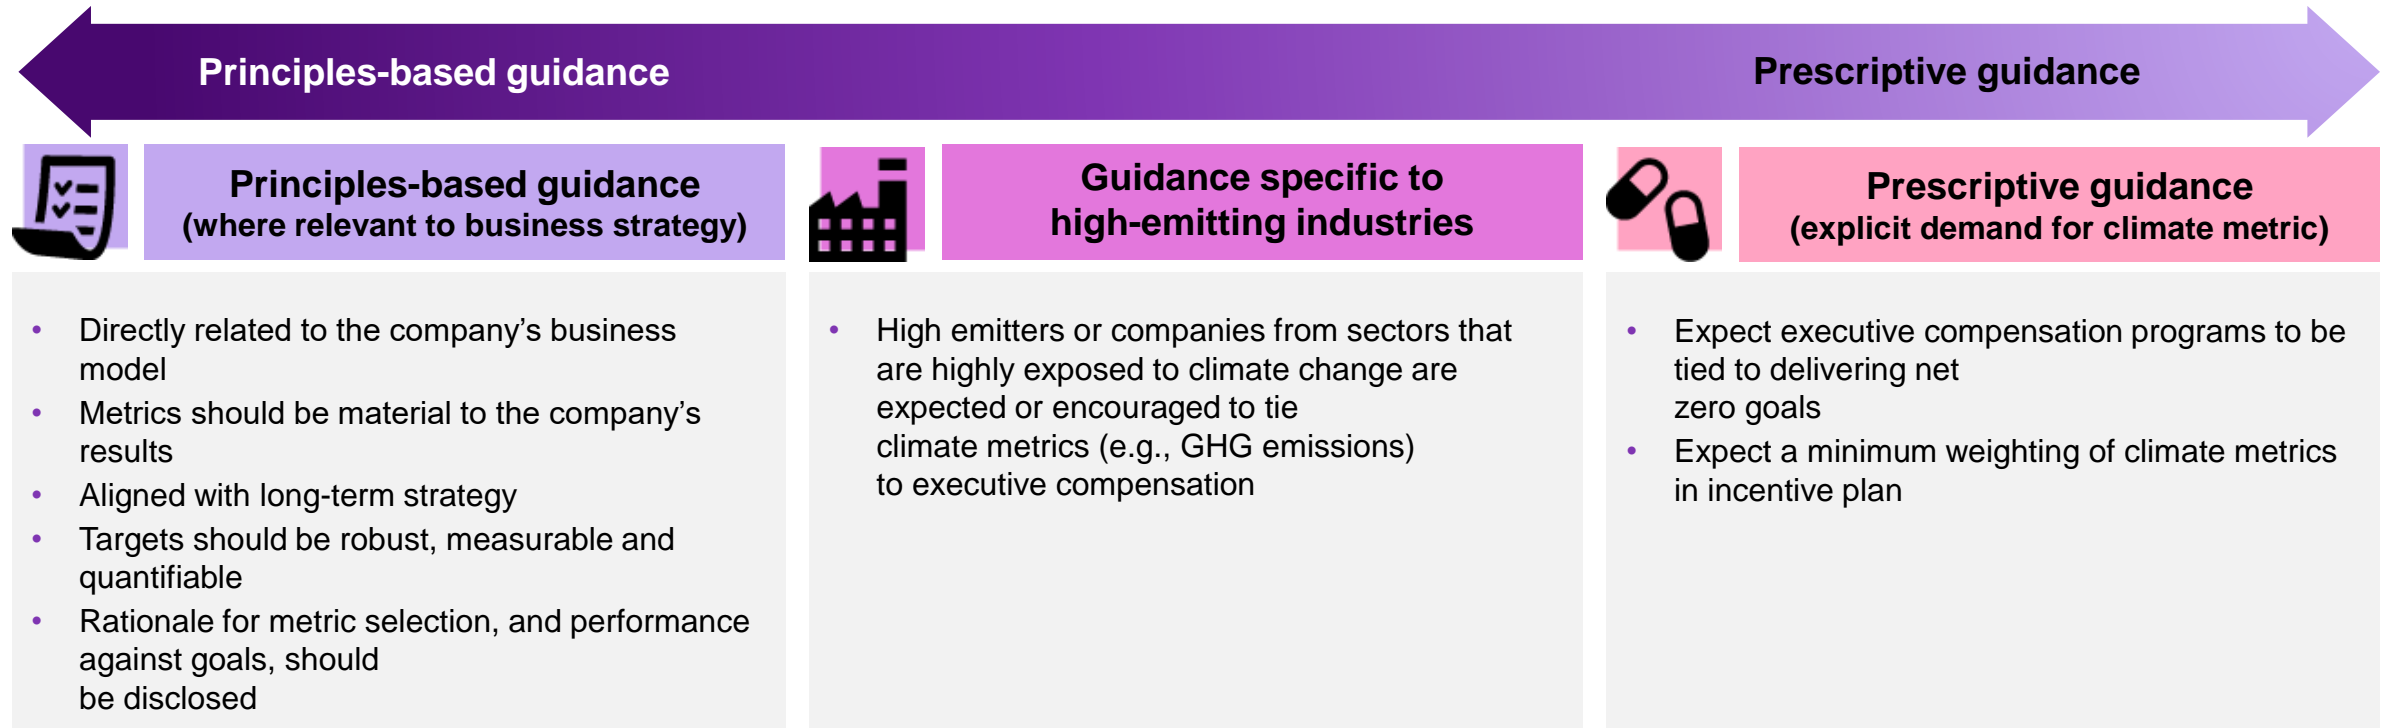 Principles-based guidance
Prescriptive guidance
Principles-based guidance
(where relevant to business strategy)
• Directly related to the company’s business
model
• Metrics should be material to the company’s
results
• Aligned with long-term strategy
• Targets should be robust, measurable and
quantifiable
• Rationale for metric selection, and performance
against goals, should
be disclosed
Guidance specific to
high-emitting industries
• High emitters or companies from sectors that
are highly exposed to climate change are
expected or encouraged to tie
climate metrics (e.g., GHG emissions)
to executive compensation
Prescriptive guidance
(explicit demand for climate metric)
• Expect executive compensation programs to be
tied to delivering net
zero goals
• Expect a minimum weighting of climate metrics
in incentive plan